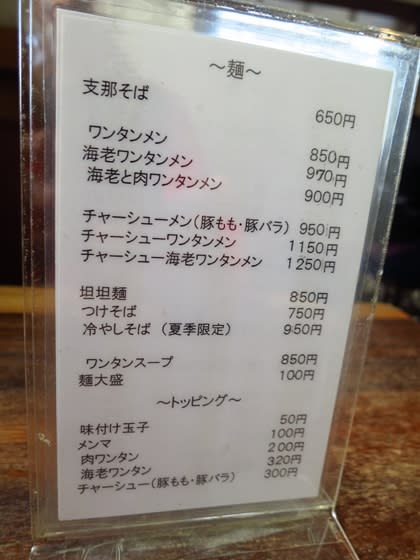 ～麺～
支那そば 650円
ワンタンメン 850円
海老ワンタンメン 970円
海老と肉ワンタンメン 900円
チャーシューメン（豚もも・豚バラ） 950円
チャーシューワンタンメン 1150円
チャーシュー海老ワンタンメン 1250円
坦坦麺 850円
つけそば 750円
冷やしそば （夏季限定） 950円
ワンタンスープ 850円
麺大盛 100円
～トッピング～
味付け玉子 50円
メンマ 100円
肉ワンタン 200円
海老ワンタン 320円
チャーシュー（豚もも・豚バラ） 300円